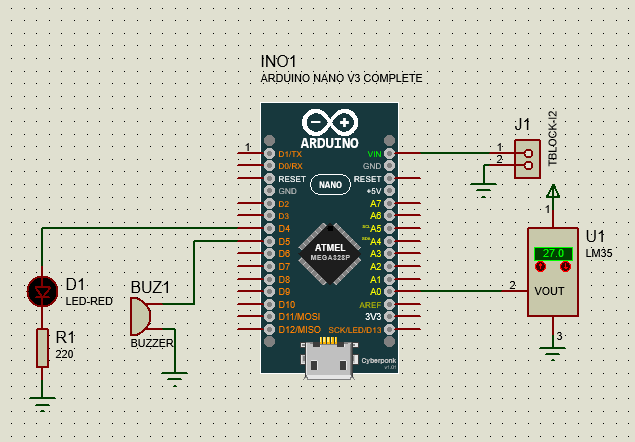 INO1
ARDUINO NANO V3 COMPLETE
ARDUINO
NANO
ATMEL
MEGA328P
1
D1/TX
D0/RX
RESET
GND
D2
D3
D4
D5
D6
D7
D8
D9
D10
D11/MOSI
D12/MISO
VIN
GND
RESET
+5V
A7
A6
SCL A5
SDA A4
A3
A2
A1
A0
AREF
3V3
SCK/LED/D13
Cyberponk
v1.01
J1
1
2
TBLOCK-I2
1
U1
LM35
27.0
2
VOUT
3
D1
LED-RED
R1
220
BUZ1
BUZZER